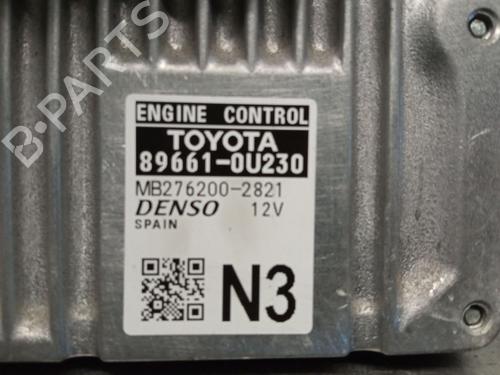 B-PARTS
ENGINE CONTROL
TOYOTA
89661-0U230
MB276200-2821
DENSO 12V
SPAIN
N3